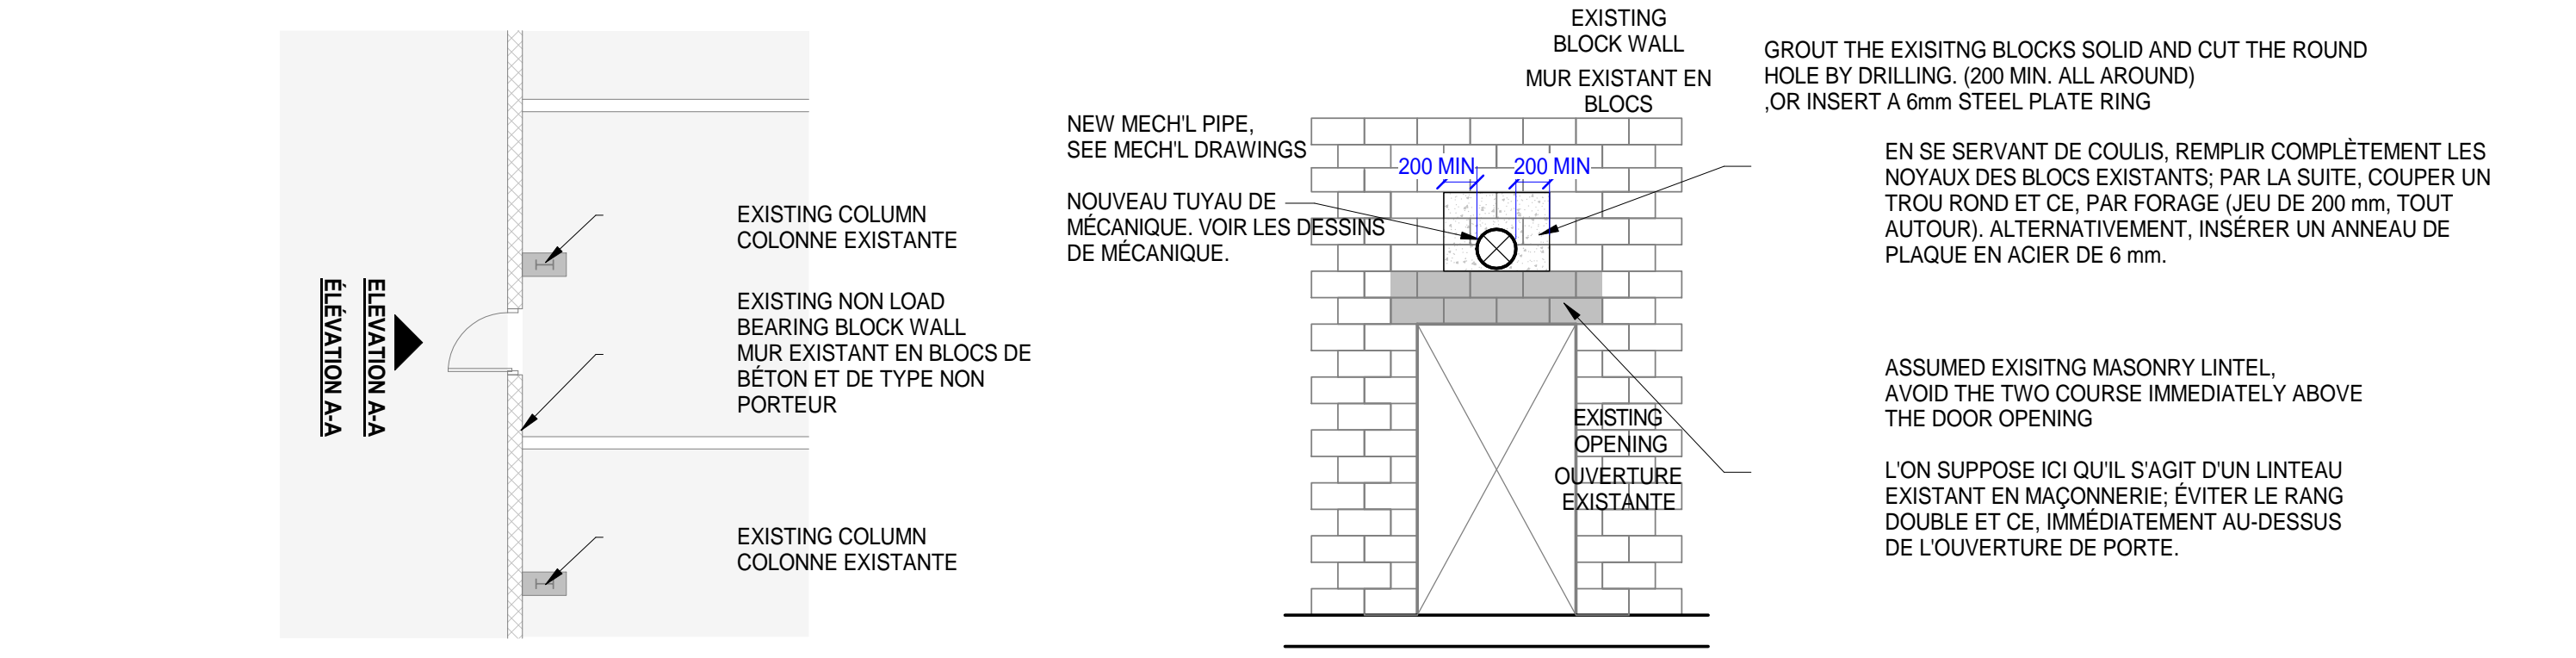 ELEVATION A-A
ÉLÉVATION A-A
EXISTING COLUMN
COLONNE EXISTANTE
EXISTING NON LOAD
BEARING BLOCK WALL
MUR EXISTANT EN BLOCS DE
BÉTON ET DE TYPE NON
PORTEUR
EXISTING COLUMN
COLONNE EXISTANTE
NEW MECH'L PIPE,
SEE MECH'L DRAWINGS
NOUVEAU TUYAU DE
MÉCANIQUE. VOIR LES DESSINS
DE MÉCANIQUE.
EXISTING
BLOCK WALL
MUR EXISTANT EN
BLOCS
200 MIN
200 MIN
EXISTING
OPENING
OUVERTURE
EXISTANTE
GROUT THE EXISITNG BLOCKS SOLID AND CUT THE ROUND
HOLE BY DRILLING. (200 MIN. ALL AROUND)
,OR INSERT A 6mm STEEL PLATE RING
EN SE SERVANT DE COULIS, REMPLIR COMPLÈTEMENT LES
NOYAUX DES BLOCS EXISTANTS; PAR LA SUITE, COUPER UN
TROU ROND ET CE, PAR FORAGE (JEU DE 200 mm, TOUT
AUTOUR). ALTERNATIVEMENT, INSÉRER UN ANNEAU DE
PLAQUE EN ACIER DE 6 mm.
ASSUMED EXISITNG MASONRY LINTEL,
AVOID THE TWO COURSE IMMEDIATELY ABOVE
THE DOOR OPENING
L'ON SUPPOSE ICI QU'IL S'AGIT D'UN LINTEAU
EXISTANT EN MAÇONNERIE; ÉVITER LE RANG
DOUBLE ET CE, IMMÉDIATEMENT AU-DESSUS
DE L'OUVERTURE DE PORTE.